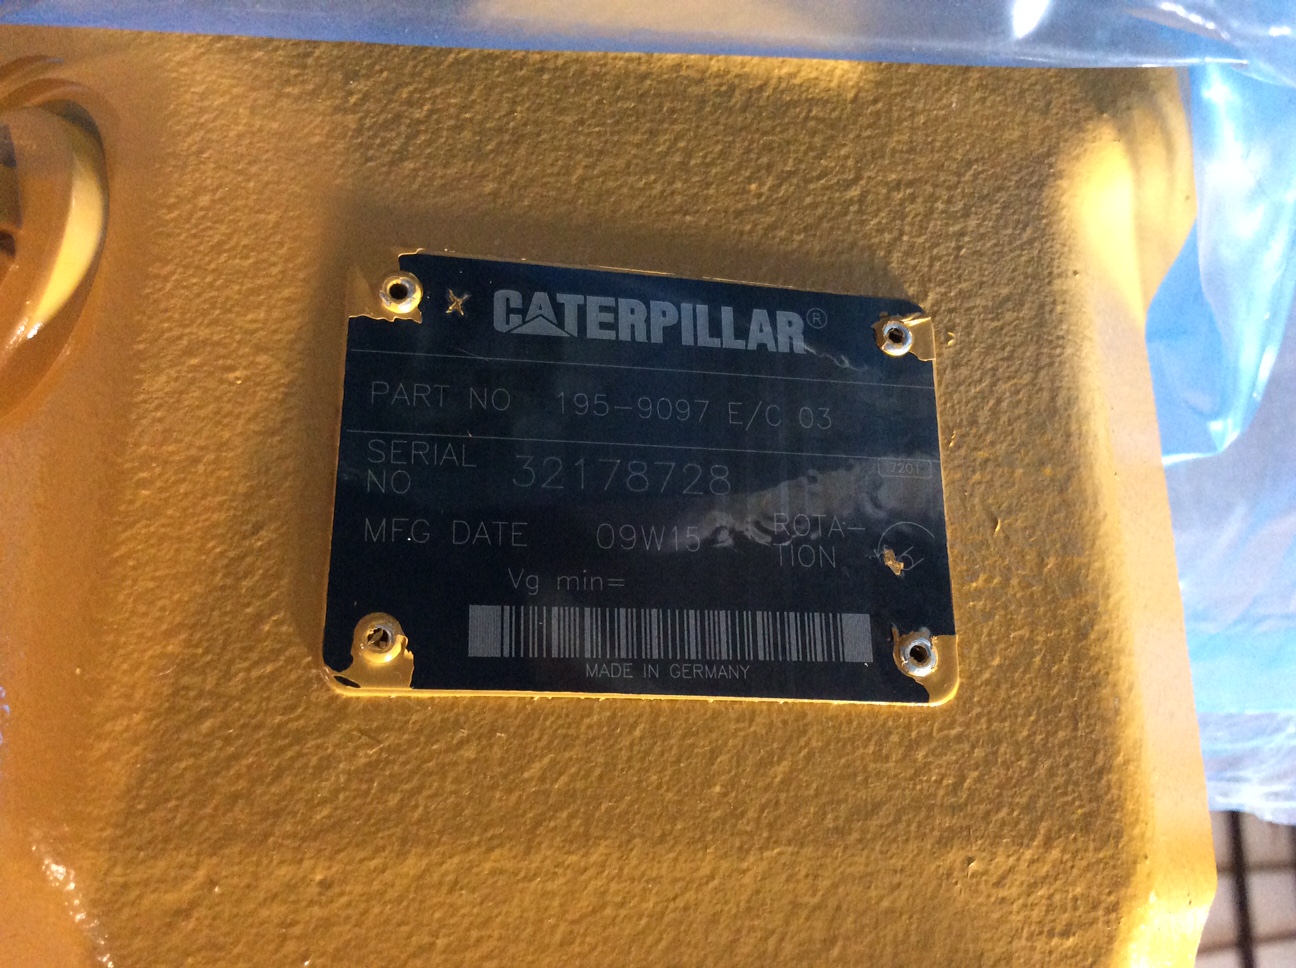 CATERPILLAR®
PART NO 195-9097 E/C 03
SERIAL NO 32178728
7201
MFG DATE 09W15 ROTA-
TION
Vg min=
MADE IN GERMANY